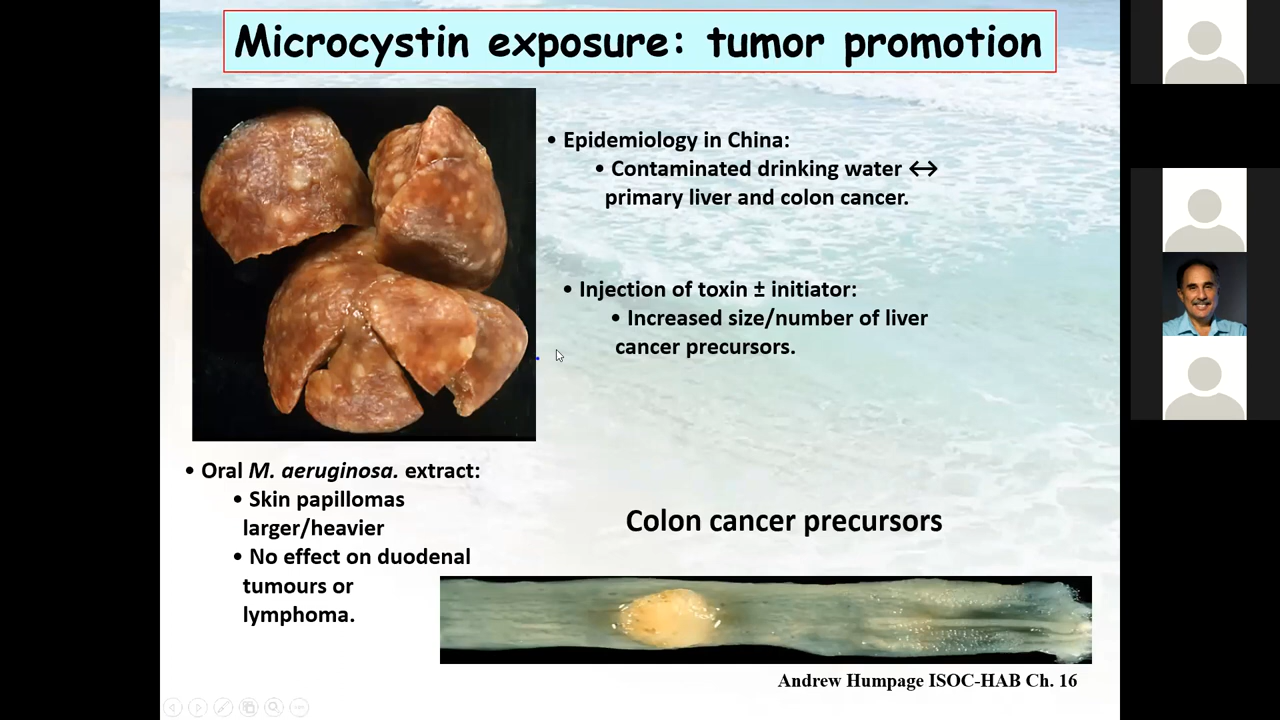 Microcystin exposure: tumor promotion
• Epidemiology in China:
• Contaminated drinking water ↔
primary liver and colon cancer.
• Injection of toxin ± initiator:
• Increased size/number of liver
cancer precursors.
• Oral M. aeruginosa. extract:
• Skin papillomas
larger/heavier
• No effect on duodenal
tumours or
lymphoma.
Colon cancer precursors
Andrew Humpage ISOC-HAB Ch. 16